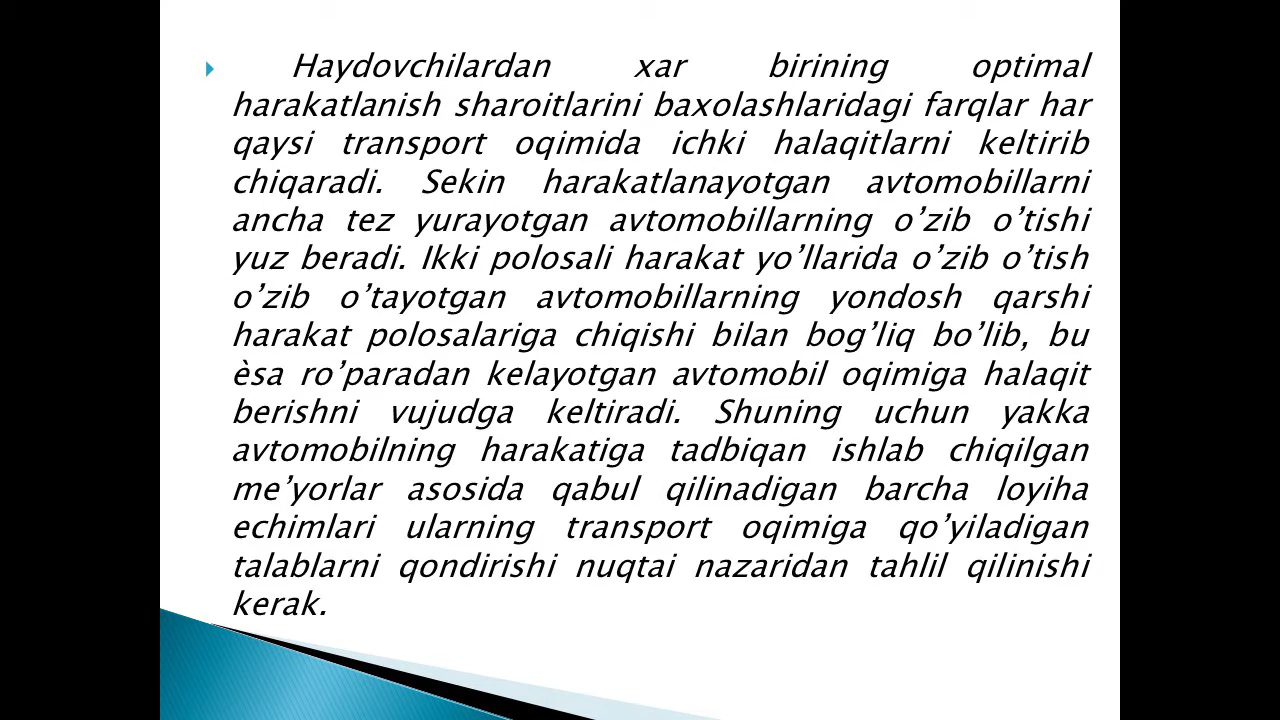 Haydovchilardan xar birining optimal
harakatlanish sharoitlarini baxolashlaridagi farqlar har
qaysi transport oqimida ichki halaqitlarni keltirib
chiqaradi. Sekin harakatlanayotgan avtomobillarni
ancha tez yurayotgan avtomobillarning o’zib o’tishi
yuz beradi. Ikki polosali harakat yo’llarida o’zib o’tish
o’zib o’tayotgan avtomobillarning yondosh qarshi
harakat polosalariga chiqishi bilan bog’liq bo’lib, bu
èsa ro’paradan kelayotgan avtomobil oqimiga halaqit
berishni vujudga keltiradi. Shuning uchun yakka
avtomobilning harakatiga tadbiqan ishlab chiqilgan
me’yorlar asosida qabul qilinadigan barcha loyiha
echimlari ularning transport oqimiga qo’yiladigan
talablarni qondirishi nuqtai nazaridan tahlil qilinishi
kerak.